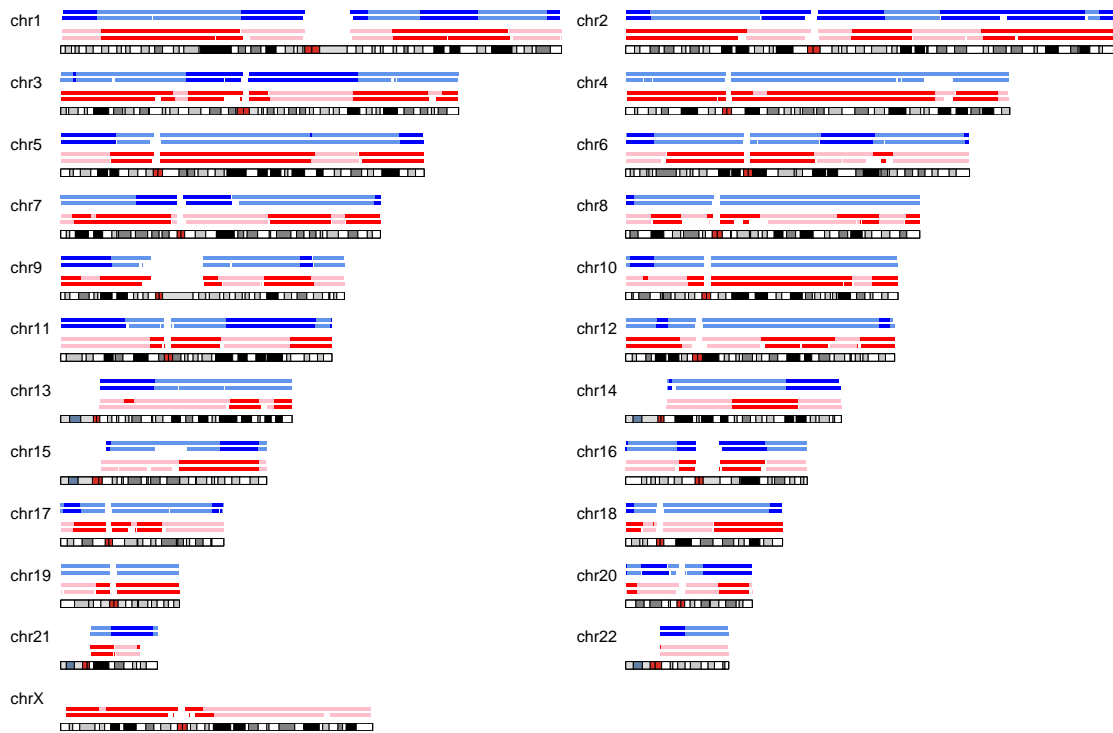 chr1 chr2
chr3 chr4
chr5 chr6
chr7 chr8
chr9 chr10
chr11 chr12
chr13 chr14
chr15 chr16
chr17 chr18
chr19 chr20
chr21 chr22
chrX